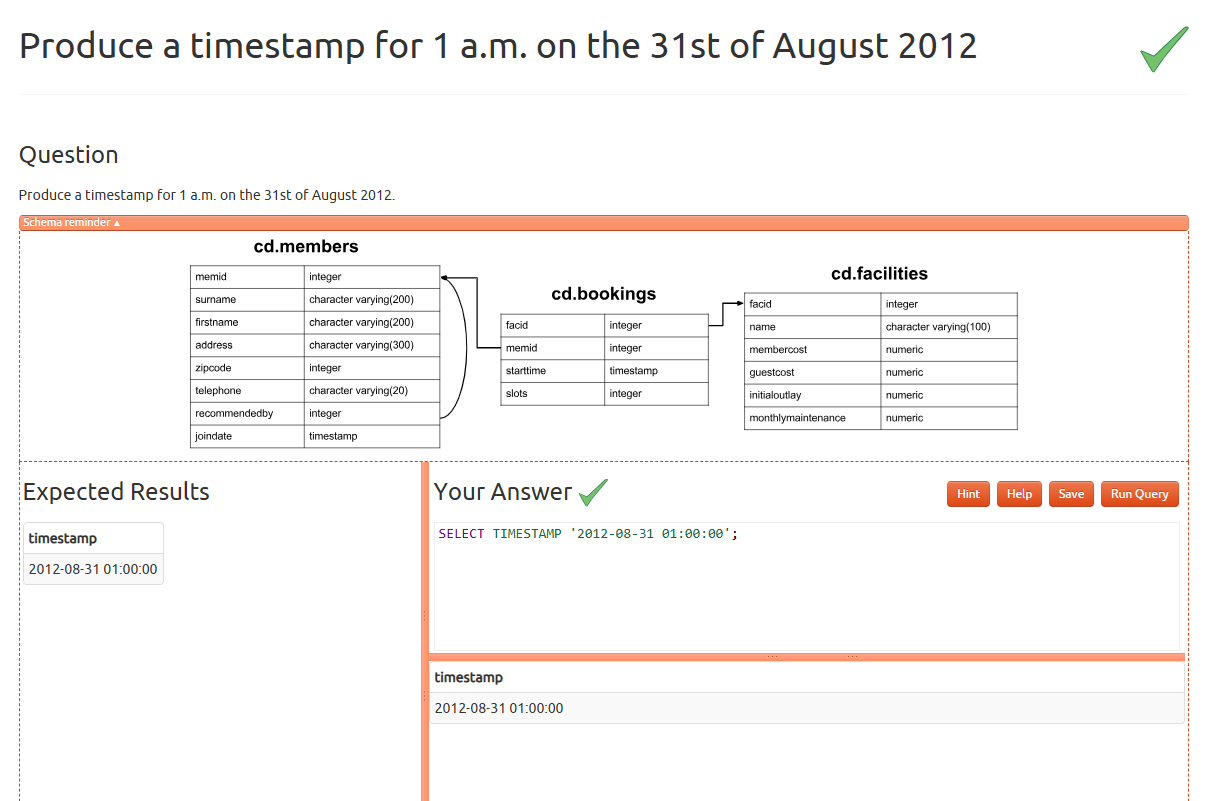 Produce a timestamp for 1 a.m. on the 31st of August 2012
Question
Produce a timestamp for 1 a.m. on the 31st of August 2012.
Schema reminder ▲
cd.members
memid integer
surname character varying(200)
firstname character varying(200)
address character varying(300)
zipcode integer
telephone character varying(20)
recommendedby integer
joindate timestamp
cd.bookings
facid integer
memid integer
starttime timestamp
slots integer
cd.facilities
facid integer
name character varying(100)
membercost numeric
guestcost numeric
initialoutlay numeric
monthlymaintenance numeric
Expected Results
timestamp
2012-08-31 01:00:00
Your Answer
Hint Help Save Run Query
SELECT TIMESTAMP '2012-08-31 01:00:00';
timestamp
2012-08-31 01:00:00